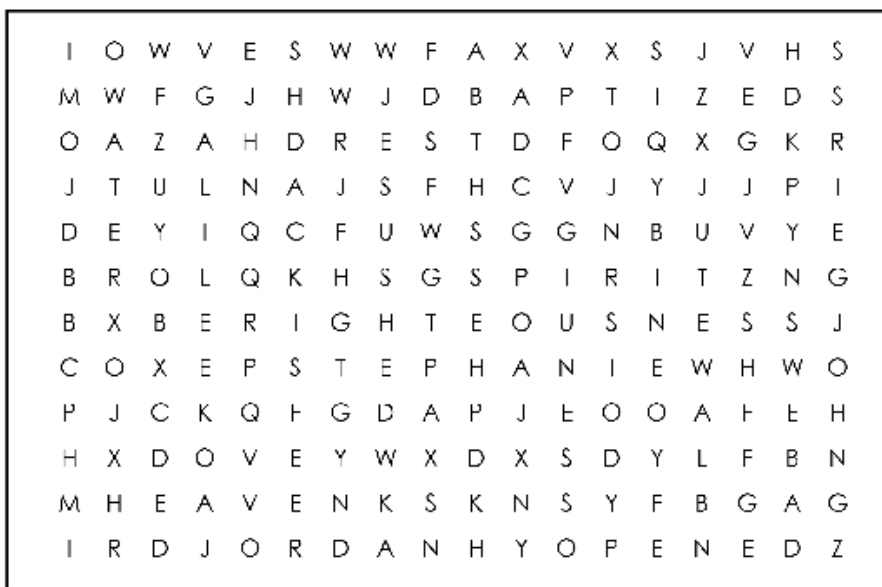 I O W V E S W W F A X V X S J V H S
M W F G J H W J D B A P T I Z E D S
O A Z A H D R E S T D F O Q X G K R
J T U L N A J S F H C V J Y J J P I
D E Y I Q C F U W S G G N B U V Y E
B R O L Q K H S G S P I R I T Z N G
B X B E R I G H T E O U S N E S S J
C O X E P S T E P H A N I E W H W O
P J C K Q F G D A P J E O O A F E H
H X D O V E Y W X D X S D Y L F B N
M H E A V E N K S K N S Y F B G A G
I R D J O R D A N H Y O P E N E D Z